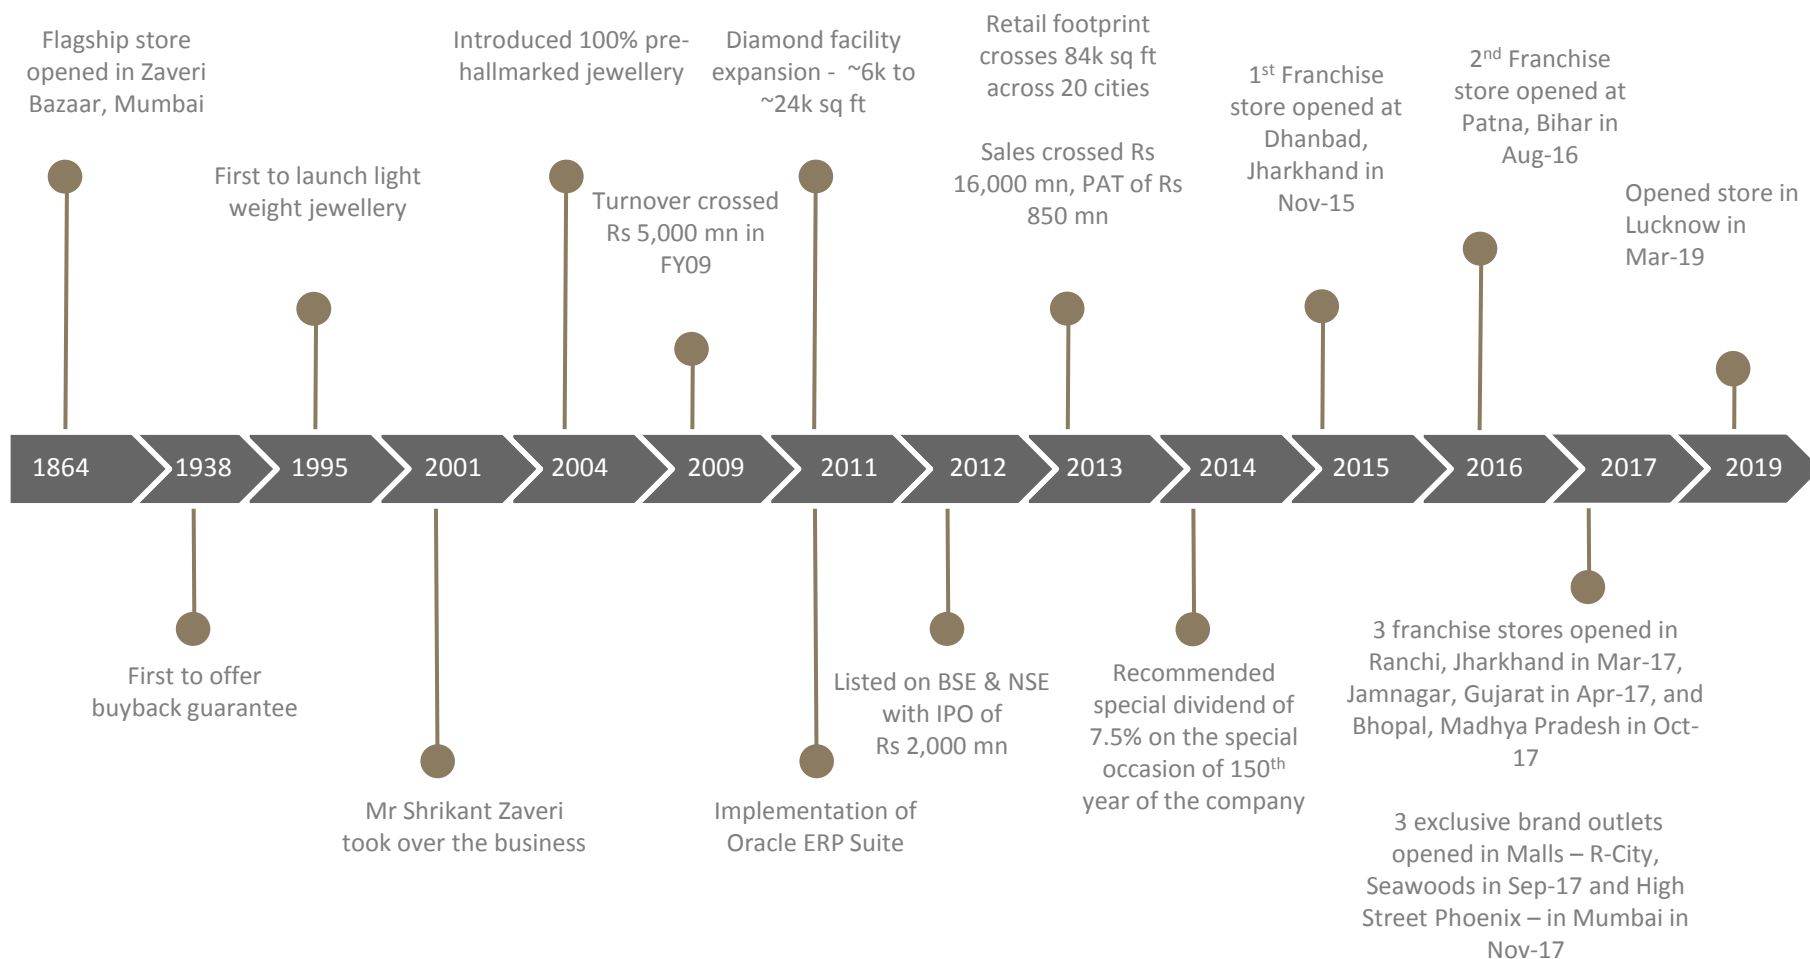 Flagship store
opened in Zaveri
Bazaar, Mumbai
First to launch light
weight jewellery
Introduced 100% pre-
hallmarked jewellery
Turnover crossed
Rs 5,000 mn in
FY09
Diamond facility
expansion - ~6k to
~24k sq ft
Retail footprint
crosses 84k sq ft
across 20 cities
Sales crossed Rs
16,000 mn, PAT of Rs
850 mn
1st Franchise
store opened at
Dhanbad,
Jharkhand in
Nov-15
2nd Franchise
store opened at
Patna, Bihar in
Aug-16
Opened store in
Lucknow in
Mar-19
1864 1938 1995 2001 2004 2009 2011 2012 2013 2014 2015 2016 2017 2019
First to offer
buyback guarantee
Mr Shrikant Zaveri
took over the business
Implementation of
Oracle ERP Suite
Listed on BSE & NSE
with IPO of
Rs 2,000 mn
Recommended
special dividend of
7.5% on the special
occasion of 150th
year of the company
3 franchise stores opened in
Ranchi, Jharkhand in Mar-17,
Jamnagar, Gujarat in Apr-17, and
Bhopal, Madhya Pradesh in Oct-
17
3 exclusive brand outlets
opened in Malls – R-City,
Seawoods in Sep-17 and High
Street Phoenix – in Mumbai in
Nov-17